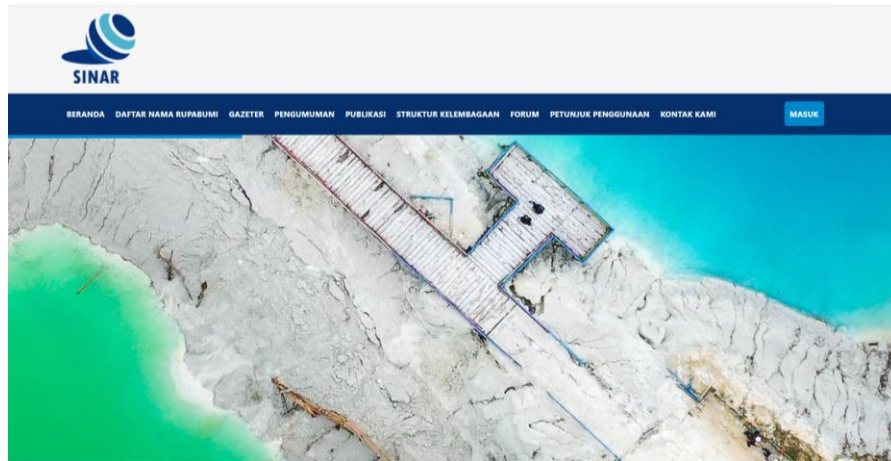 SINAR
BERANDA DAFTAR NAMA RUPABUMI GAZETER PENGUMUMAN PUBLIKASI STRUKTUR KELEMBAGAAN FORUM PETUNJUK PENGGUNAAN KONTAK KAMI MASUK